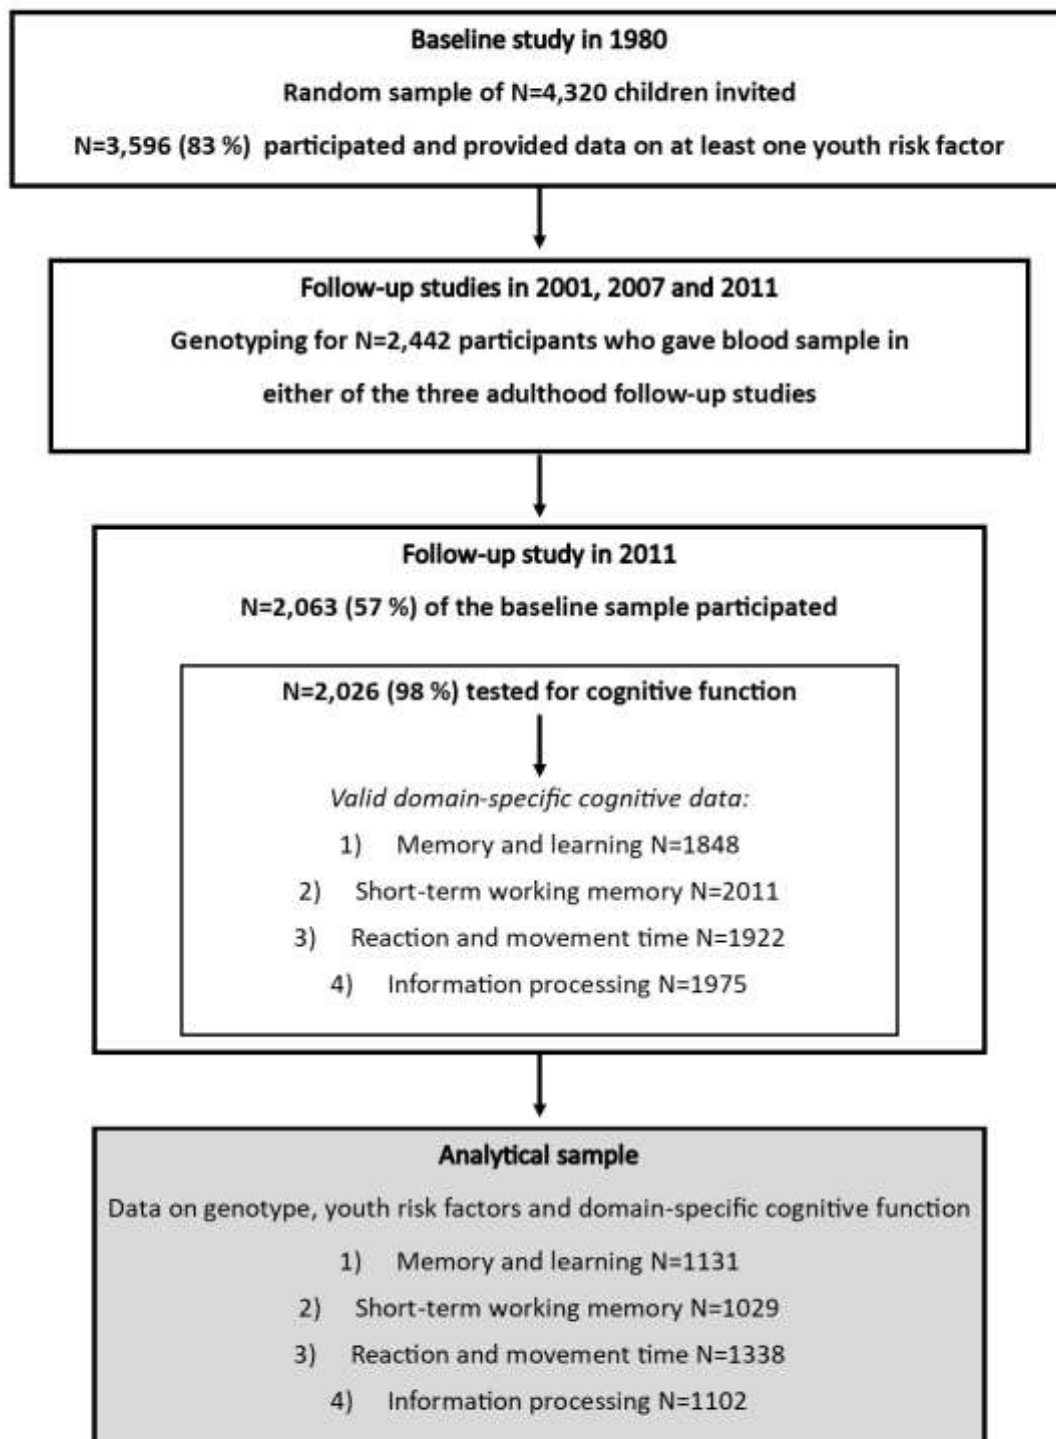 Baseline study in 1980
Random sample of N=4,320 children invited
N=3,596 (83 %) participated and provided data on at least one youth risk factor
Follow-up studies in 2001, 2007 and 2011
Genotyping for N=2,442 participants who gave blood sample in
either of the three adulthood follow-up studies
Follow-up study in 2011
N=2,063 (57 %) of the baseline sample participated
N=2,026 (98 %) tested for cognitive function
Valid domain-specific cognitive data:
1) Memory and learning N=1848
2) Short-term working memory N=2011
3) Reaction and movement time N=1922
4) Information processing N=1975
Analytical sample
Data on genotype, youth risk factors and domain-specific cognitive function
1) Memory and learning N=1131
2) Short-term working memory N=1029
3) Reaction and movement time N=1338
4) Information processing N=1102